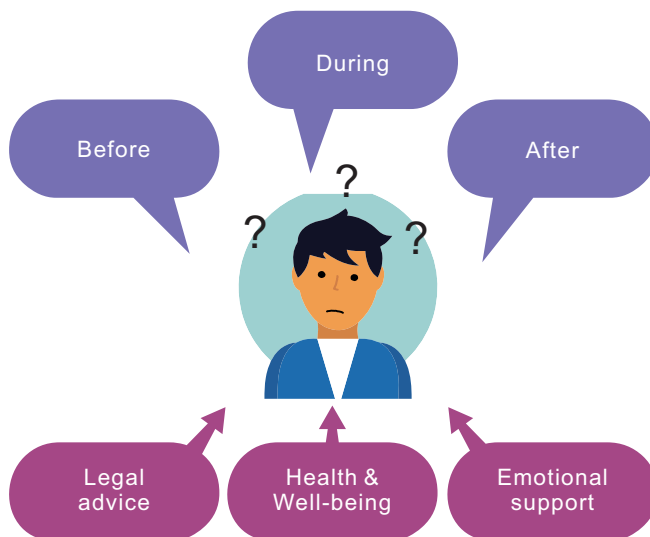 During
Before
After
?
?
?
Legal
advice
Health &
Well-being
Emotional
support